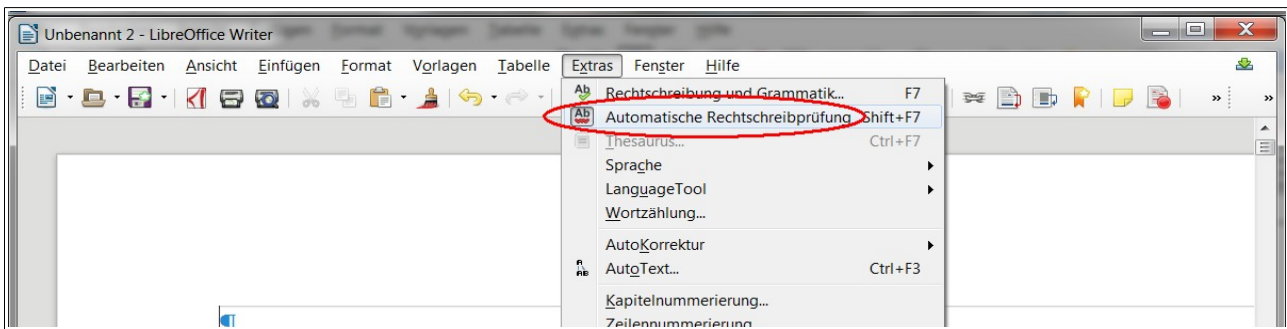 Unbenannt 2 - LibreOffice Writer
Datei Bearbeiten Ansicht Einfügen Format Vorlagen Tabelle Extras Fenster Hilfe
Rechtschreibung und Grammatik... F7
Automatische Rechtschreibprüfung Shift+F7
Thesaurus... Ctrl+F7
Sprache
LanguageTool
Wortzählung...
AutoKorrektur
AutoText... Ctrl+F3
Kapitelnummerierung...
Zeilennummerierung